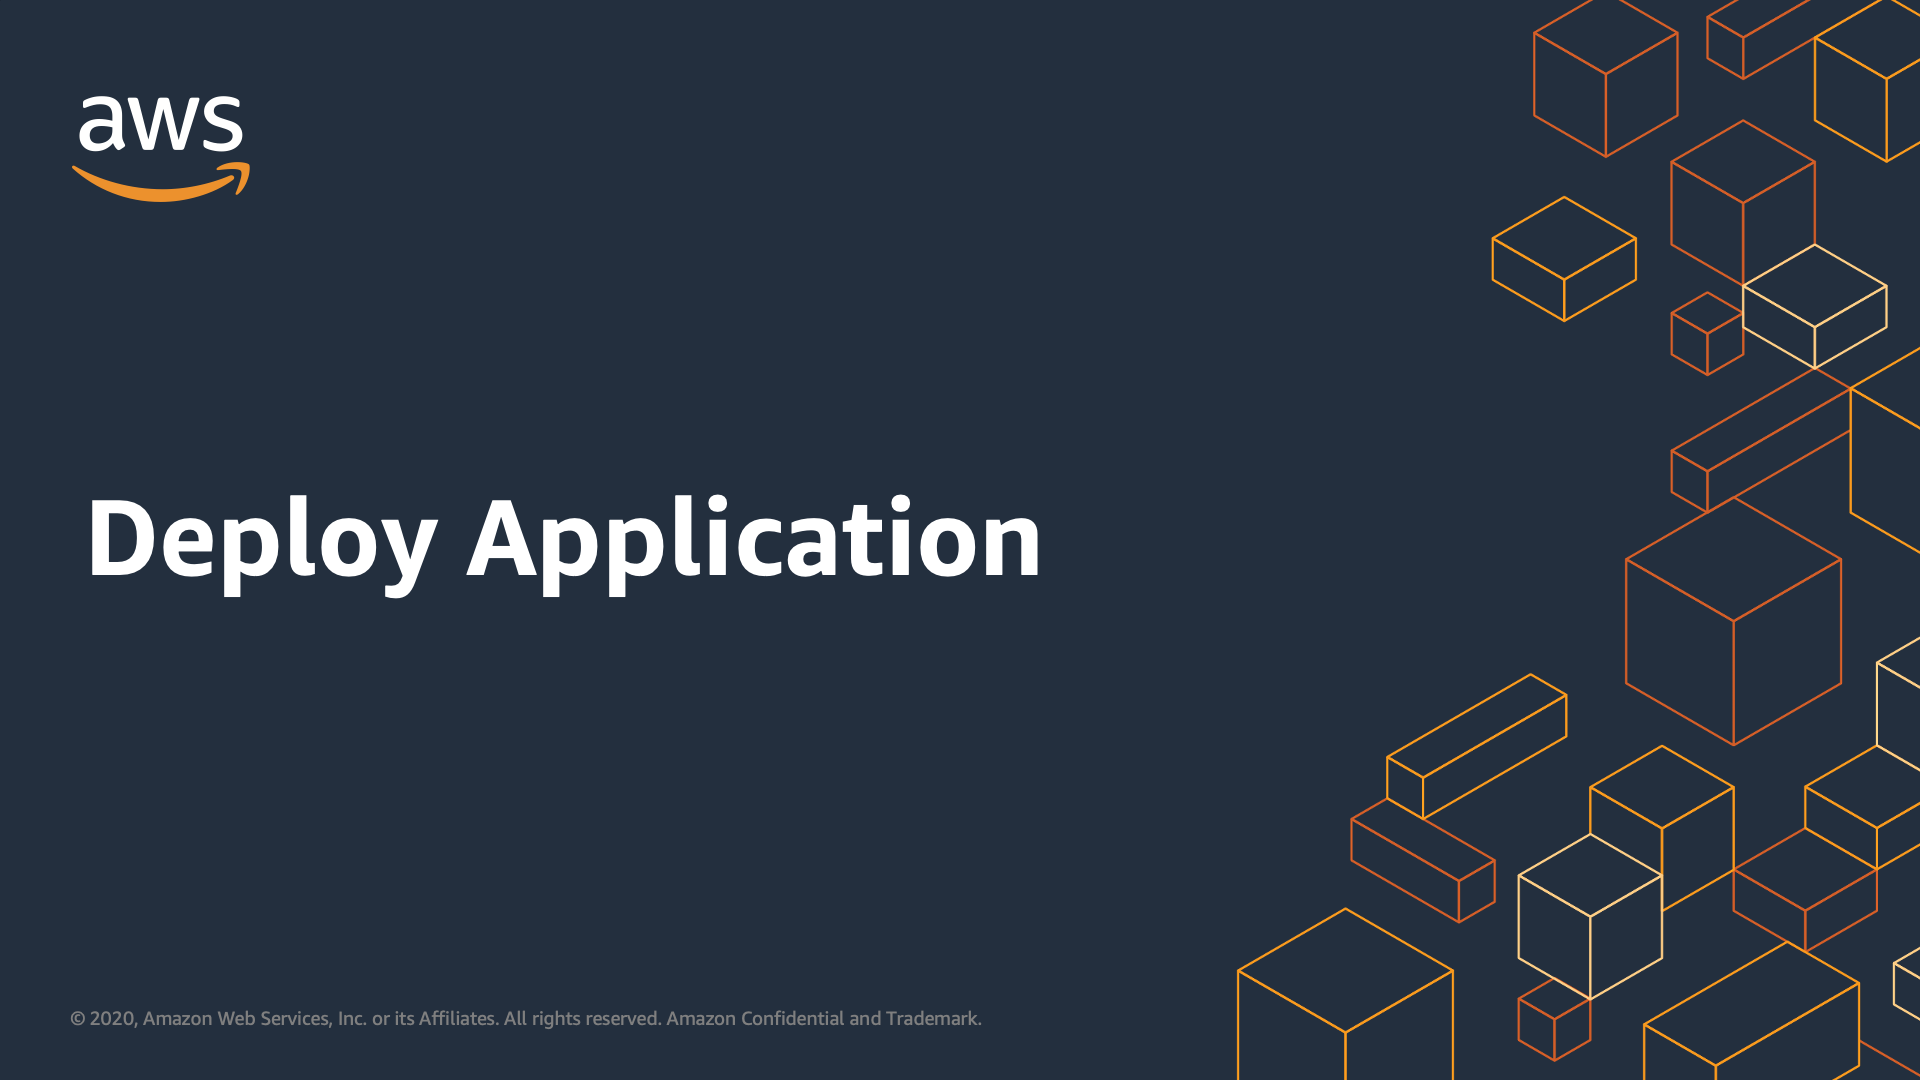 aws
Deploy Application
© 2020, Amazon Web Services, Inc. or its Affiliates. All rights reserved. Amazon Confidential and Trademark.